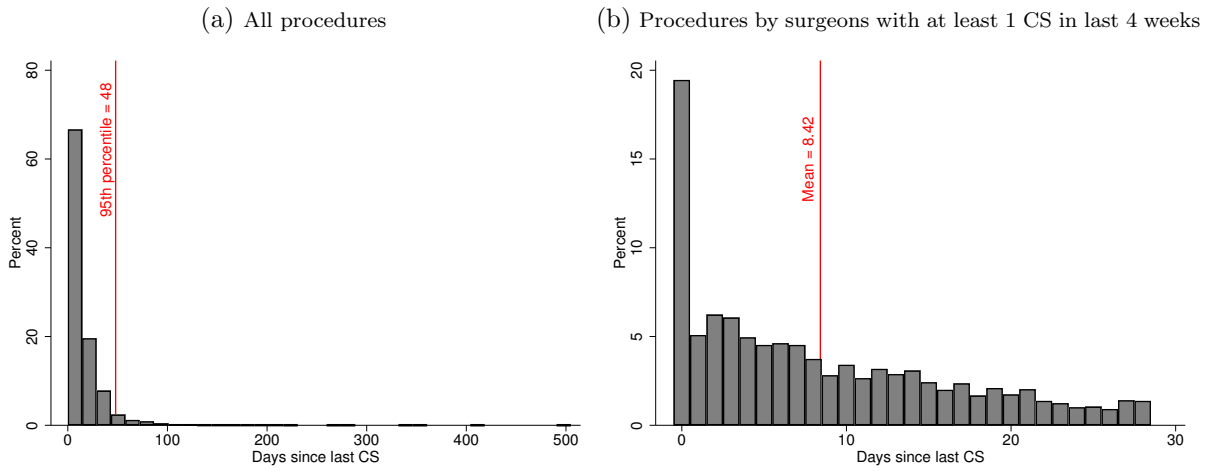 (a) All procedures
80
60
40
20
0
Percent
95th percentile = 48
0 100 200 300 400 500
Days since last CS
(b) Procedures by surgeons with at least 1 CS in last 4 weeks
20
15
10
5
0
Percent
Mean = 8.42
0 10 20 30
Days since last CS